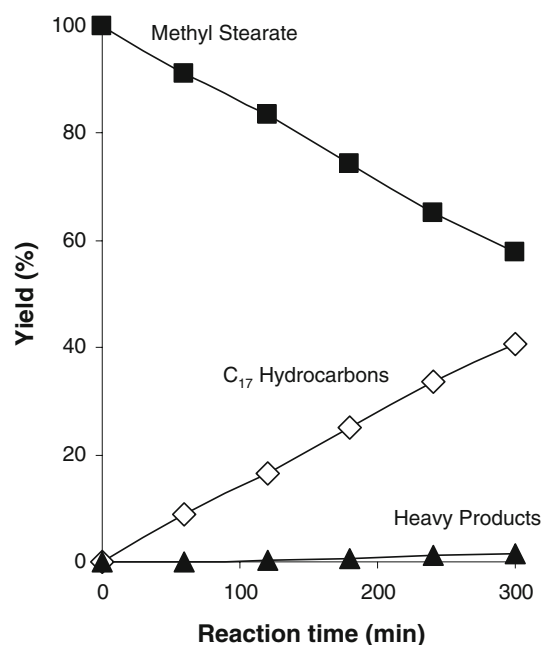 100
Methyl Stearate
80
60
Yield (%)
40
C₁₇ Hydrocarbons
20
Heavy Products
0
0 100 200 300
Reaction time (min)